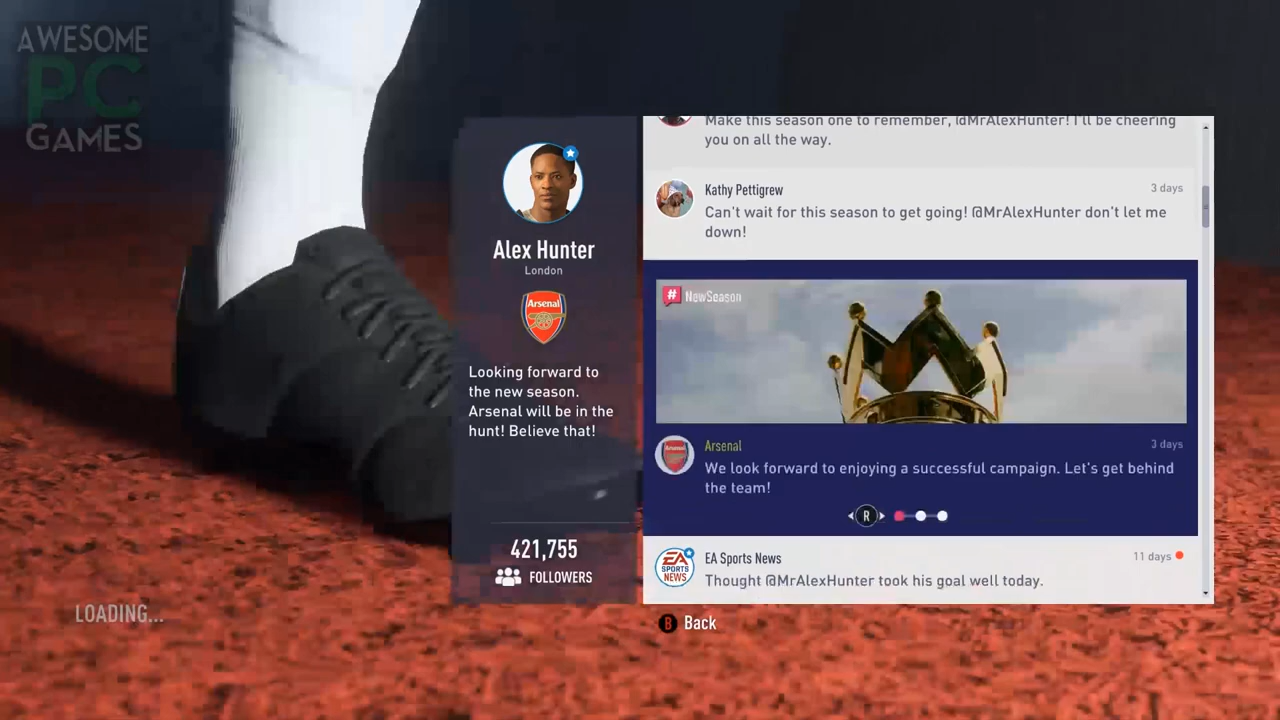 AWESOME
PC
GAMES
Make this season one to remember, @MrAlexHunter! I'll be cheering
you on all the way.
Kathy Pettigrew
3 days
Can't wait for this season to get going! @MrAlexHunter don't let me
down!
Alex Hunter
London
Arsenal
Looking forward to
the new season.
Arsenal will be in the
hunt! Believe that!
# NewSeason
Arsenal
Arsenal
3 days
We look forward to enjoying a successful campaign. Let's get behind
the team!
R
421,755
FOLLOWERS
EA
SPORTS
NEWS
EA Sports News
11 days
Thought @MrAlexHunter took his goal well today.
LOADING...
B Back